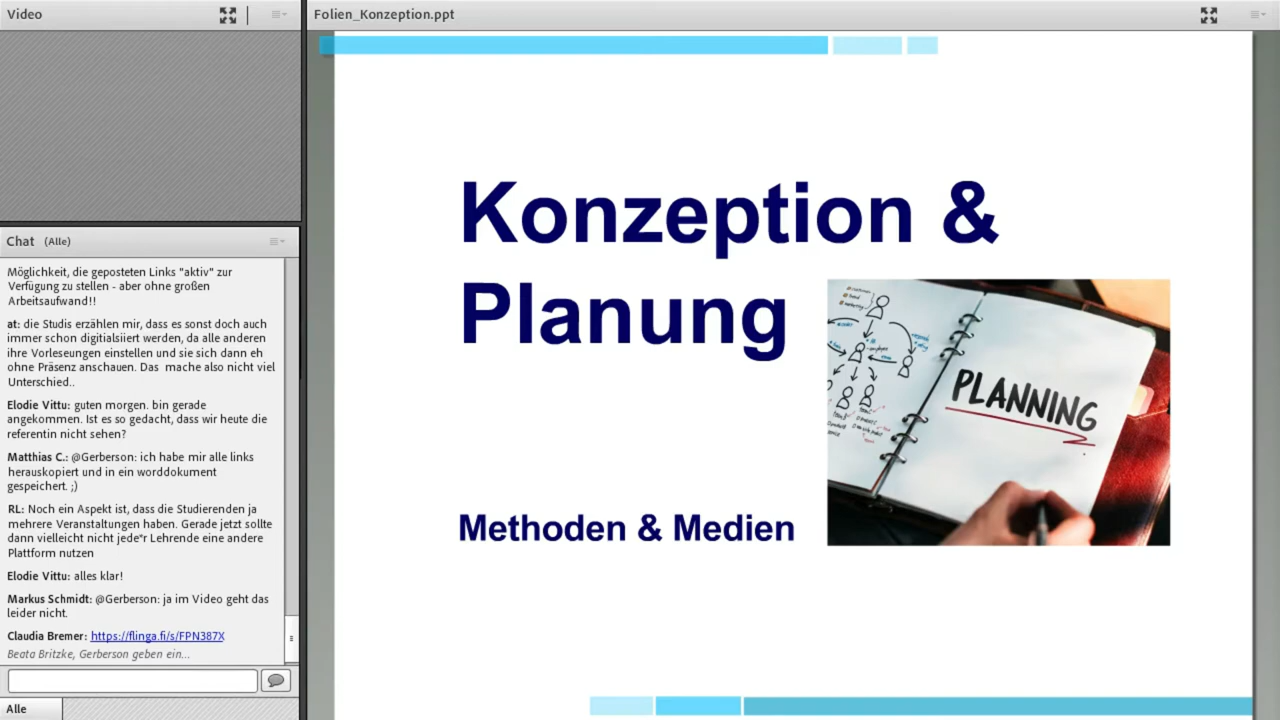 Video
Folien_Konzeption.ppt
Chat (Alle)
Möglichkeit, die geposteten Links "aktiv" zur
Verfügung zu stellen - aber ohne großen
Arbeitsaufwand!!
at: die Studis erzählen mir, dass es sonst doch auch
immer schon digitialsiert werden, da alle anderen
ihre Vorleseungen einstellen und sie sich dann eh
ohne Präsenz anschauen. Das mache also nicht viel
Unterschied..
Elodie Vittu: guten morgen. bin gerade
angekommen. Ist es so gedacht, dass wir heute die
referentin nicht sehen?
Matthias C.: @Gerberson: ich habe mir alle links
herauskopiert und in ein worddokument
gespeichert. ;)
RL: Noch ein Aspekt ist, dass die Studierenden ja
mehrere Veranstaltungen haben. Gerade jetzt sollte
dann vielleicht nicht jede*r Lehrende eine andere
Plattform nutzen
Elodie Vittu: alles klar!
Markus Schmidt: @Gerberson: ja im Video geht das
leider nicht.
Claudia Bremer: https://flinga.fi/s/FPN387X
Beata Britzke, Gerberson geben ein...
Alle
Konzeption &
Planung
PLANNING
Methoden & Medien